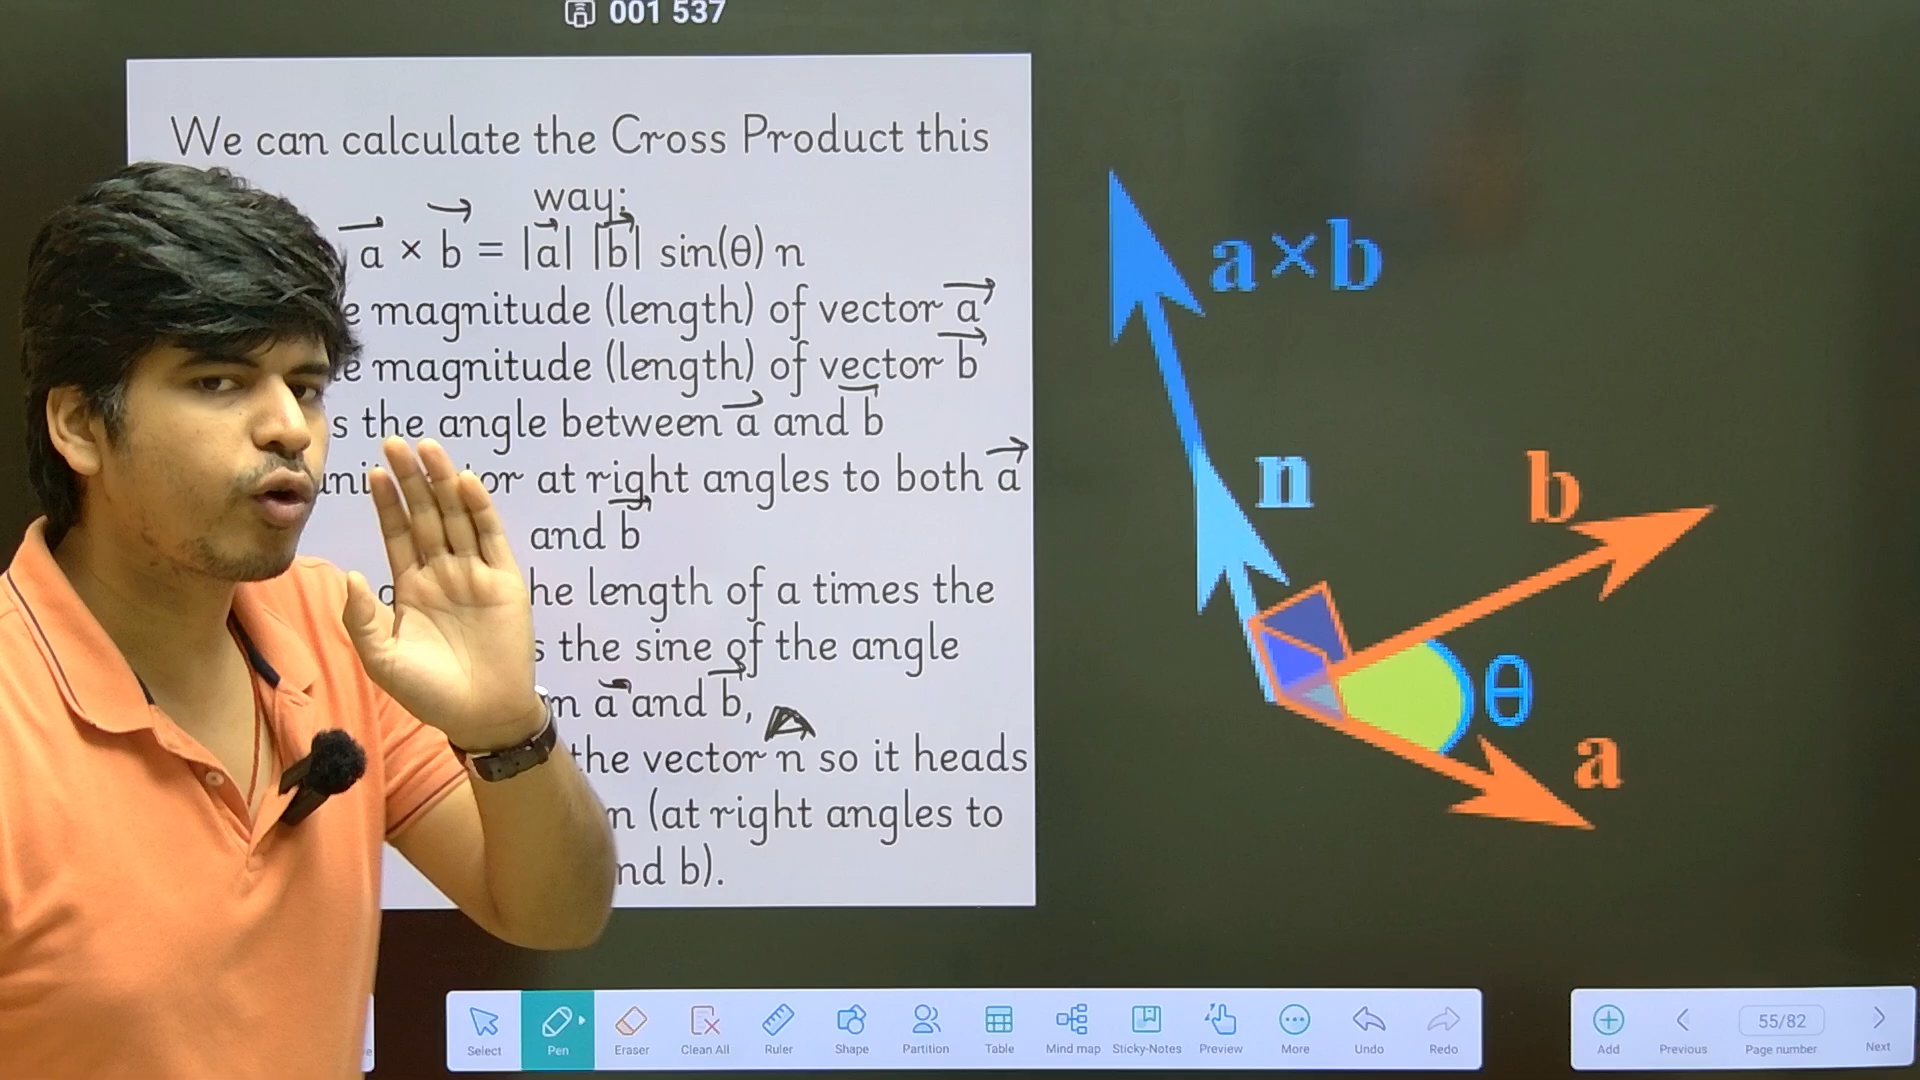 001 537
We can calculate the Cross Product this
way:
a × b = |a| |b| sin(θ) n
magnitude (length) of vector a
magnitude (length) of vector b
the angle between a and b
at right angles to both a
and b
length of a times the
the sine of the angle
a and b,
the vector n so it heads
(at right angles to
b).
a×b
n
b
θ
a
Select
Pen
Eraser
Clean All
Ruler
Shape
Partition
Table
Mind map
Sticky-Notes
Preview
More
Undo
Redo
Add
Previous
55/82
Page number
Next